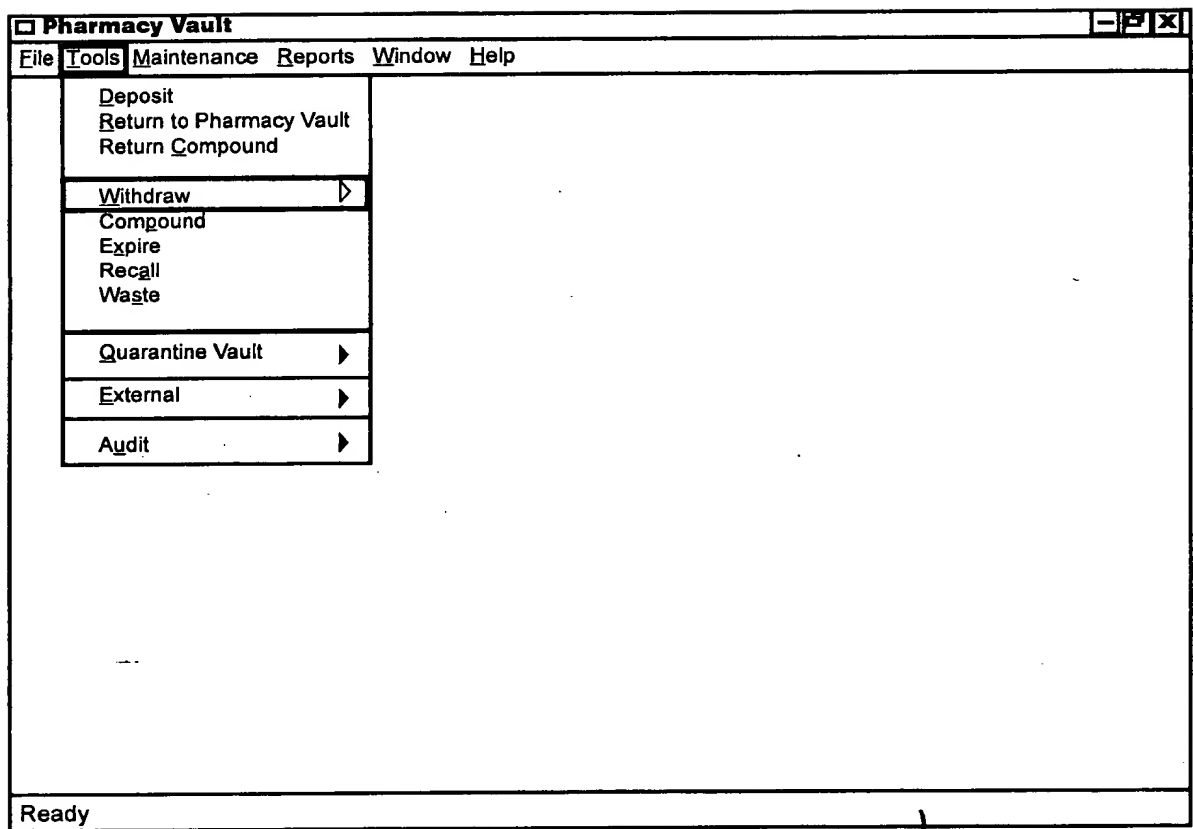 Pharmacy Vault
File Tools Maintenance Reports Window Help
Deposit
Return to Pharmacy Vault
Return Compound
Withdraw
Compound
Expire
Recall
Waste
Quarantine Vault
External
Audit
Ready